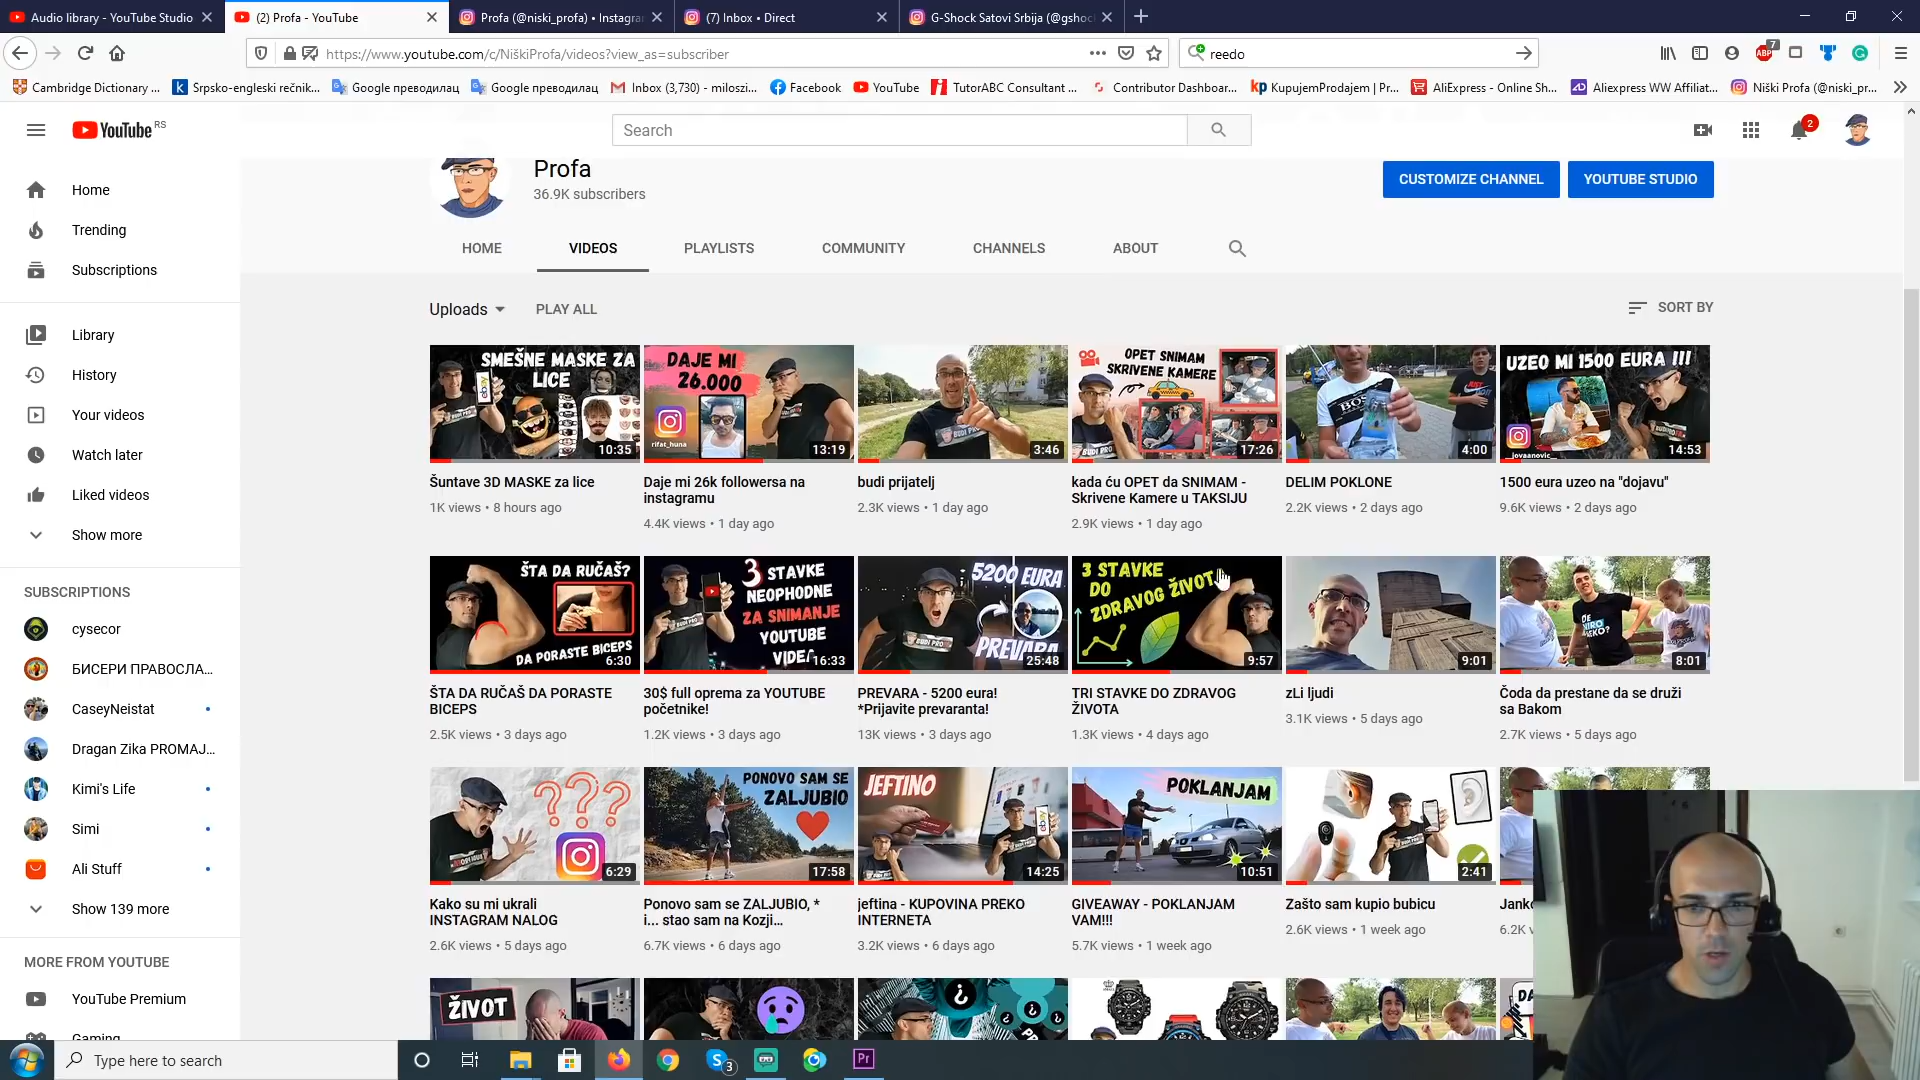 Audio library - YouTube Studio
(2) Profa - YouTube
Profa (@niski_profa) • Instagra
(7) Inbox • Direct
G-Shock Satovi Srbija (@gshoc
https://www.youtube.com/c/NiškiProfa/videos?view_as=subscriber
reedo
7
Cambridge Dictionary ...
Srpsko-engleski rečnik...
Google преводилац
Google преводилац
Inbox (3,730) - miloszi...
Facebook
YouTube
TutorABC Consultant ...
Contributor Dashboar...
KupujemProdajem | Pr...
AliExpress - Online Sh...
Aliexpress WW Affiliat...
Niški Profa (@niski_pr...
YouTube RS
Search
2
Home
Trending
Subscriptions
Library
History
Your videos
Watch later
Liked videos
Show more
SUBSCRIPTIONS
cysecor
БИСЕРИ ПРАВОСЛА...
CaseyNeistat
Dragan Zika PROMAJ...
Kimi's Life
Simi
Ali Stuff
Show 139 more
MORE FROM YOUTUBE
YouTube Premium
Gaming
Profa
36.9K subscribers
CUSTOMIZE CHANNEL
YOUTUBE STUDIO
HOME
VIDEOS
PLAYLISTS
COMMUNITY
CHANNELS
ABOUT
Uploads
PLAY ALL
SORT BY
SMEŠNE MASKE ZA
LICE
ebay
10:35
DAJE MI
26.000
rifat_huna
13:19
3:46
OPET SNIMAM
SKRIVENE KAMERE
17:26
BOSS
4:00
UZEO MI 1500 EURA !!!
__jovaanovic__
14:53
Šuntave 3D MASKE za lice
1K views • 8 hours ago
Daje mi 26k followersa na
instagramu
4.4K views • 1 day ago
budi prijatelj
2.3K views • 1 day ago
kada ću OPET da SNIMAM -
Skrivene Kamere u TAKSIJU
2.9K views • 1 day ago
DELIM POKLONE
2.2K views • 2 days ago
1500 eura uzeo na "dojavu"
9.6K views • 2 days ago
ŠTA DA RUČAŠ?
DA PORASTE BICEPS
6:30
3 STAVKE
NEOPHODNE
ZA SNIMANJE
YOUTUBE
VIDE
16:33
5200 EURA
PREVARA
25:48
3 STAVKE
DO
ZDRAVOG ŽIVOT
9:57
9:01
DE
NIRO
NEKO?
8:01
ŠTA DA RUČAŠ DA PORASTE
BICEPS
2.5K views • 3 days ago
30$ full oprema za YOUTUBE
početnike!
1.2K views • 3 days ago
PREVARA - 5200 eura!
*Prijavite prevaranta!
13K views • 3 days ago
TRI STAVKE DO ZDRAVOG
ŽIVOTA
1.3K views • 4 days ago
zLi ljudi
3.1K views • 5 days ago
Čoda da prestane da se druži
sa Bakom
2.7K views • 5 days ago
???
6:29
PONOVO SAM SE
ZALJUBIO
17:58
JEFTINO
ebay
14:25
POKLANJAM
10:51
2:41
Kako su mi ukrali
INSTAGRAM NALOG
2.6K views • 5 days ago
Ponovo sam se ZALJUBIO, *
i... stao sam na Kozji...
6.7K views • 6 days ago
jeftina - KUPOVINA PREKO
INTERNETA
3.2K views • 6 days ago
GIVEAWAY - POKLANJAM
VAM!!!
5.7K views • 1 week ago
Zašto sam kupio bubicu
2.6K views • 1 week ago
Janko
6.2K v
ŽIVOT
Type here to search
3
Pr